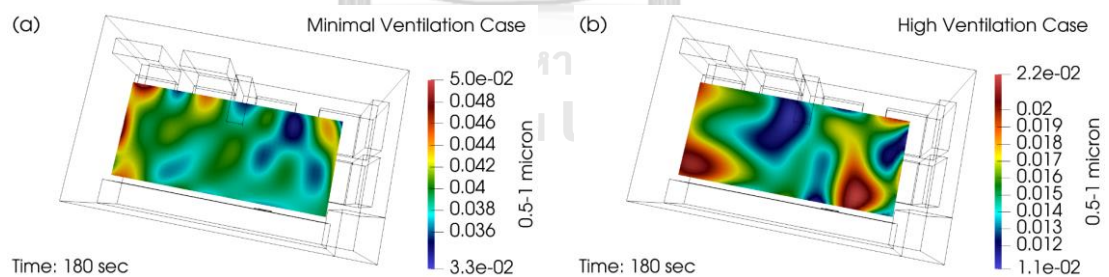 (a) Minimal Ventilation Case
5.0e-02
0.048
0.046
0.044
0.042
0.04
0.038
0.036
3.3e-02
0.5-1 micron
Time: 180 sec
(b) High Ventilation Case
2.2e-02
0.02
0.019
0.018
0.017
0.016
0.015
0.014
0.013
0.012
1.1e-02
0.5-1 micron
Time: 180 sec